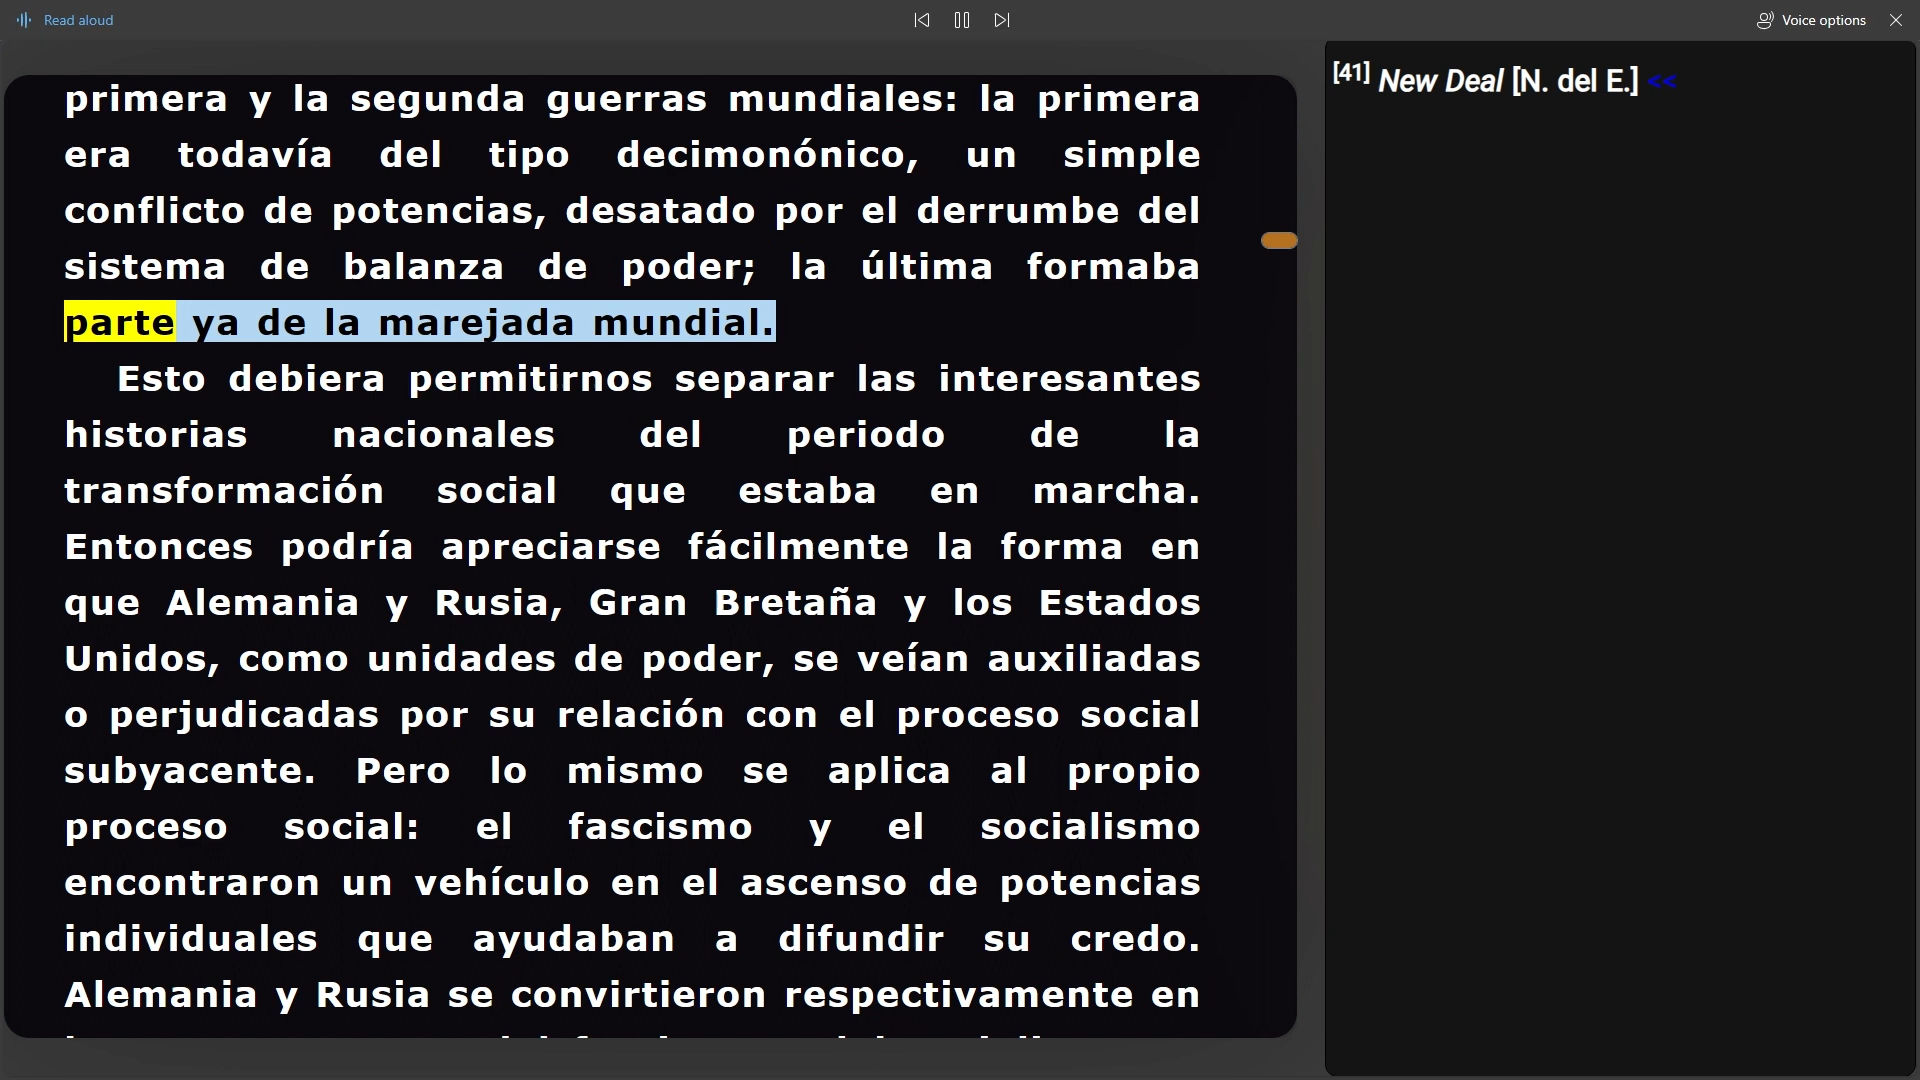 Read aloud
Voice options
primera y la segunda guerras mundiales: la primera
era todavía del tipo decimonónico, un simple
conflicto de potencias, desatado por el derrumbe del
sistema de balanza de poder; la última formaba
parte ya de la marejada mundial.
Esto debiera permitirnos separar las interesantes
historias nacionales del periodo de la
transformación social que estaba en marcha.
Entonces podría apreciarse fácilmente la forma en
que Alemania y Rusia, Gran Bretaña y los Estados
Unidos, como unidades de poder, se veían auxiliadas
o perjudicadas por su relación con el proceso social
subyacente. Pero lo mismo se aplica al propio
proceso social: el fascismo y el socialismo
encontraron un vehículo en el ascenso de potencias
individuales que ayudaban a difundir su credo.
Alemania y Rusia se convirtieron respectivamente en
[41] New Deal [N. del E.] <<